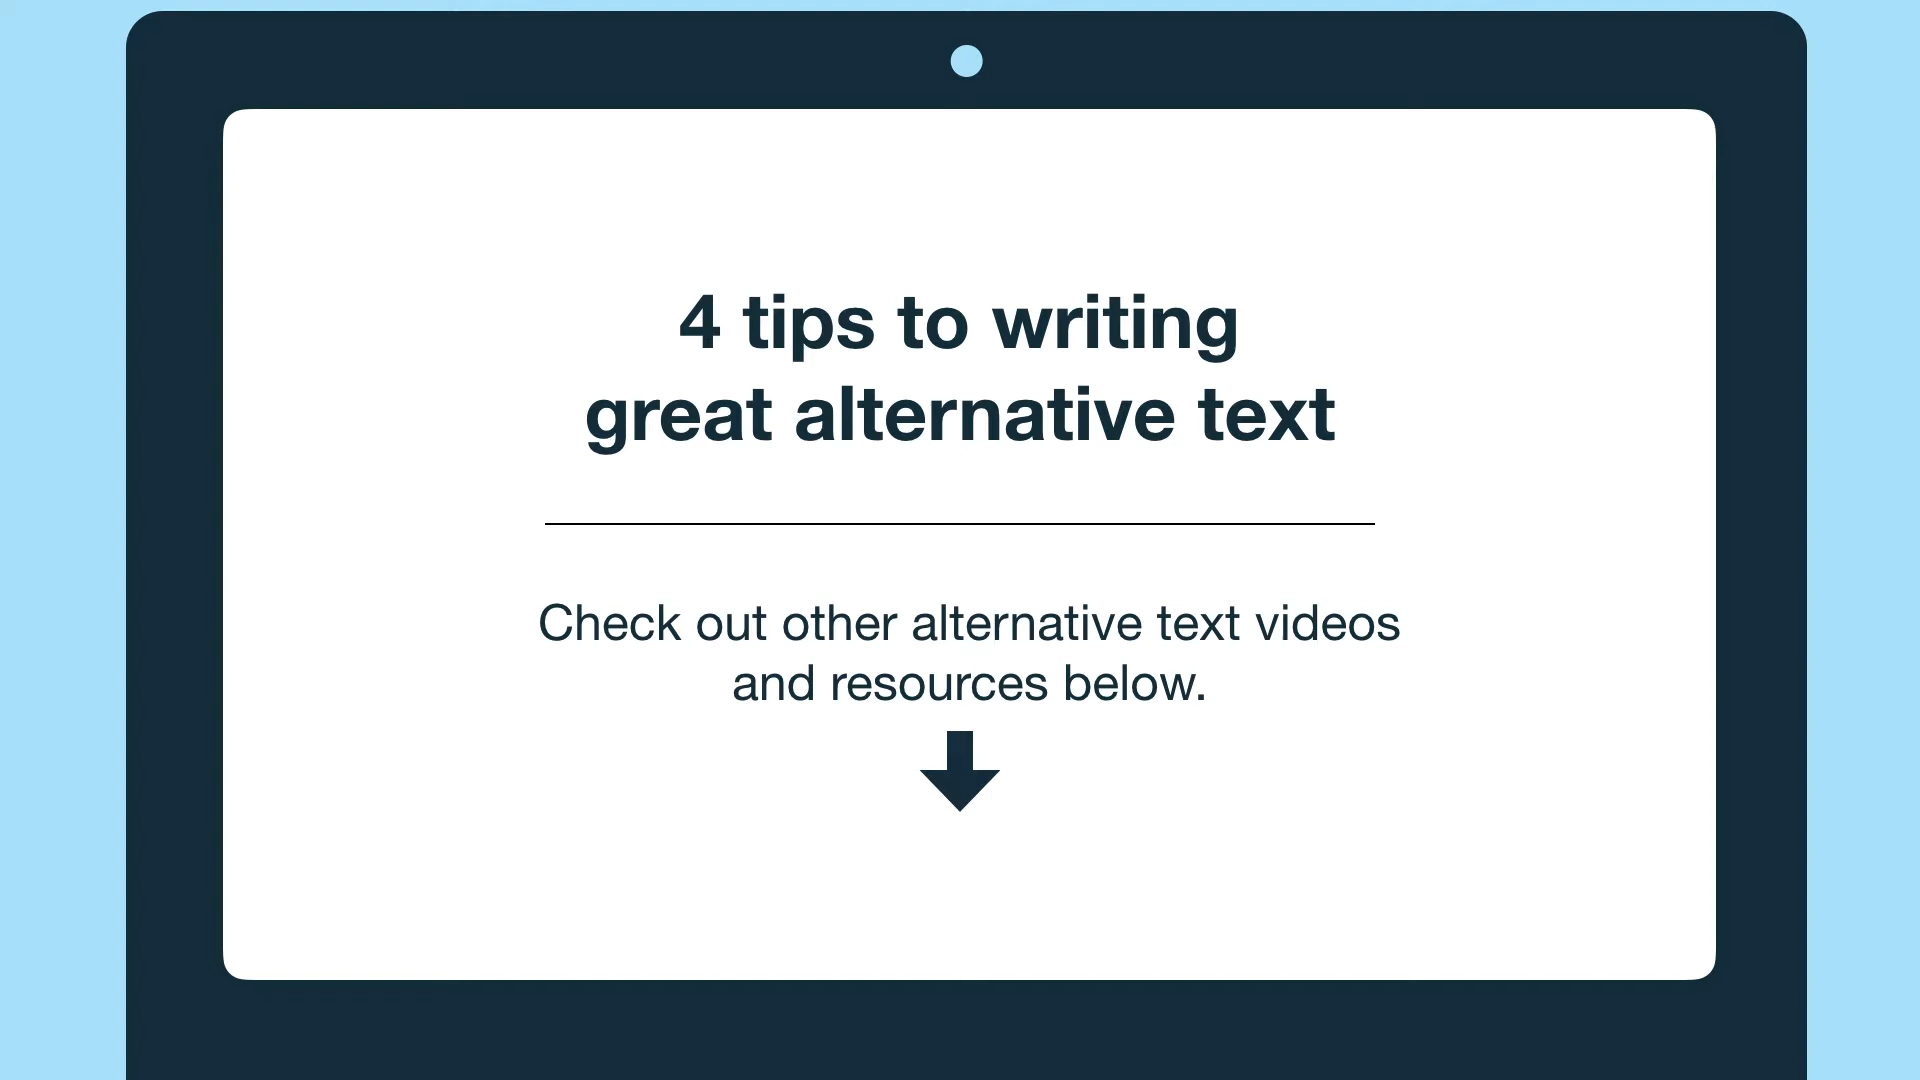 4 tips to writing
great alternative text
Check out other alternative text videos
and resources below.